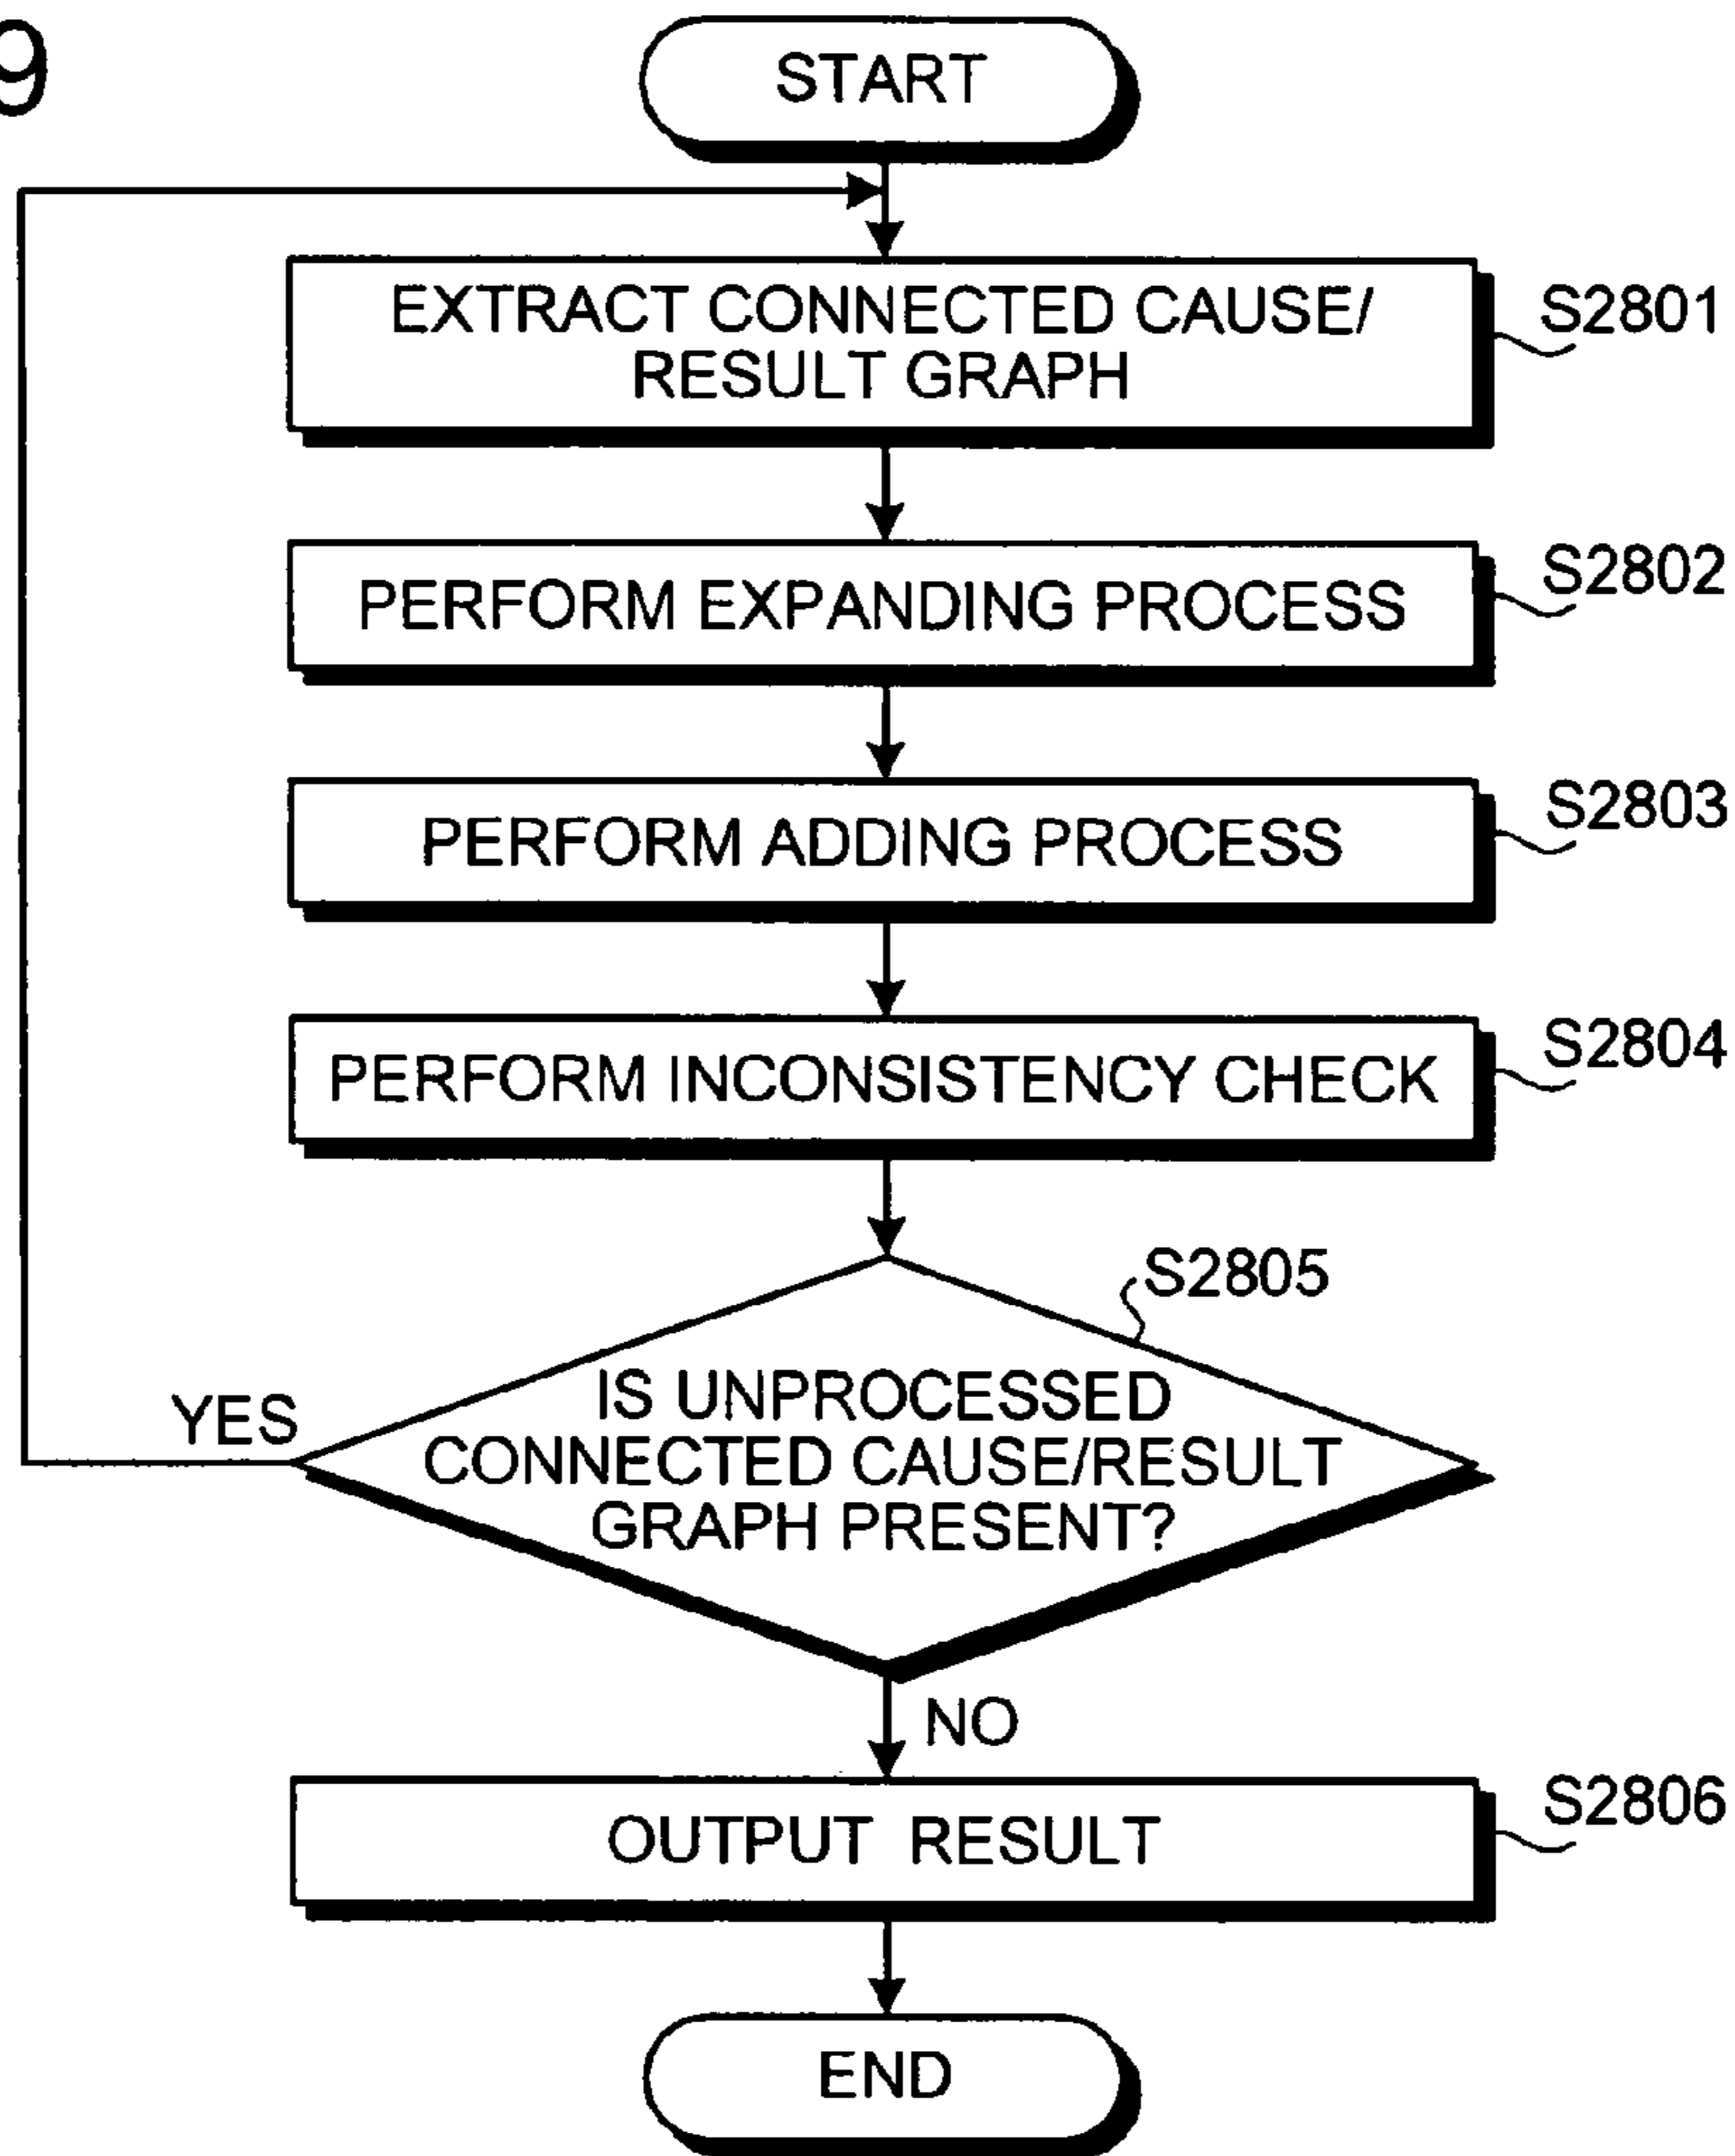 9
START
EXTRACT CONNECTED CAUSE/
RESULT GRAPH
S2801
PERFORM EXPANDING PROCESS
S2802
PERFORM ADDING PROCESS
S2803
PERFORM INCONSISTENCY CHECK
S2804
S2805
IS UNPROCESSED
CONNECTED CAUSE/RESULT
GRAPH PRESENT?
YES
NO
OUTPUT RESULT
S2806
END